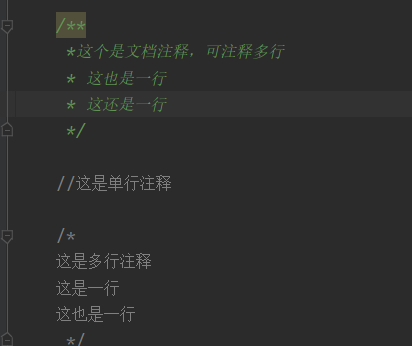 /**
*这个是文档注释，可注释多行
* 这也是一行
* 这还是一行
*/
//这是单行注释
/*
这是多行注释
这是一行
这也是一行
*/